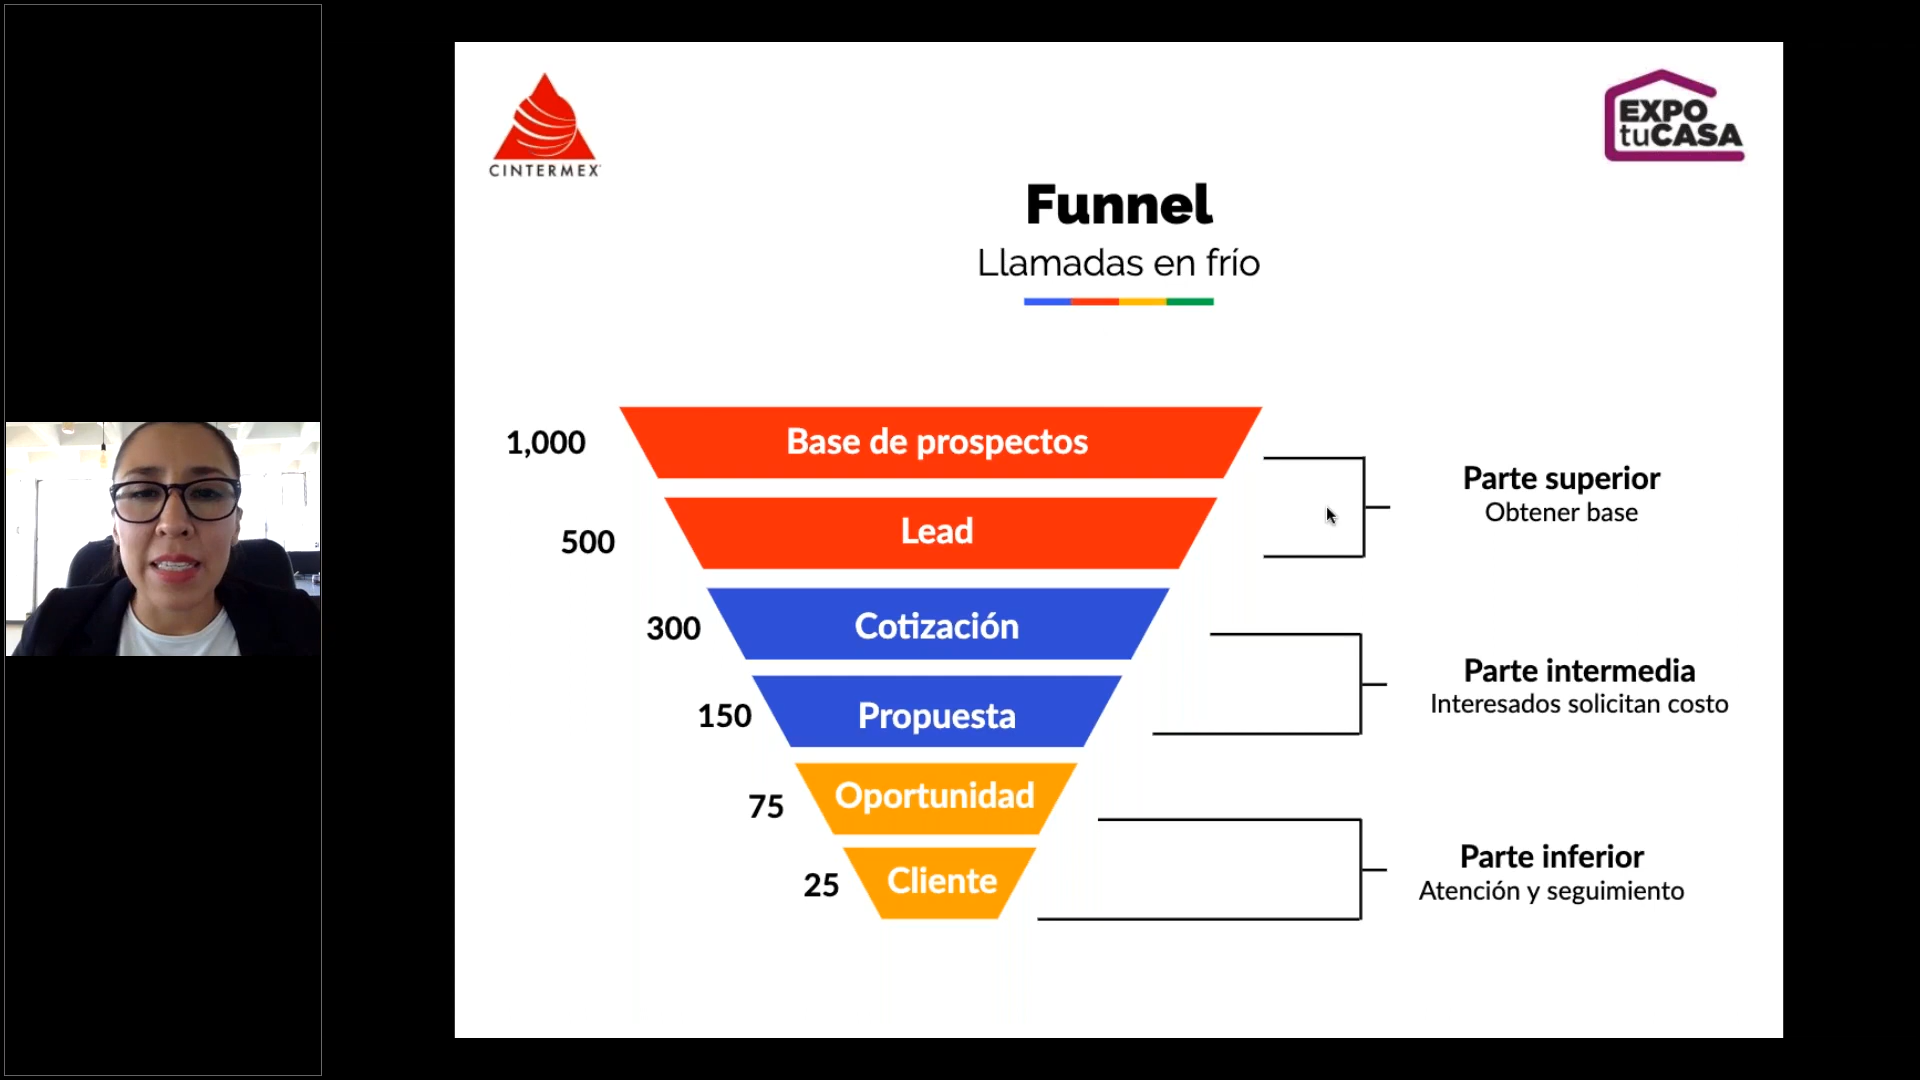 CINTERMEX
EXPO
tuCASA
Funnel
Llamadas en frío
1,000
Base de prospectos
500
Lead
300
Cotización
150
Propuesta
75
Oportunidad
25
Cliente
Parte superior
Obtener base
Parte intermedia
Interesados solicitan costo
Parte inferior
Atención y seguimiento